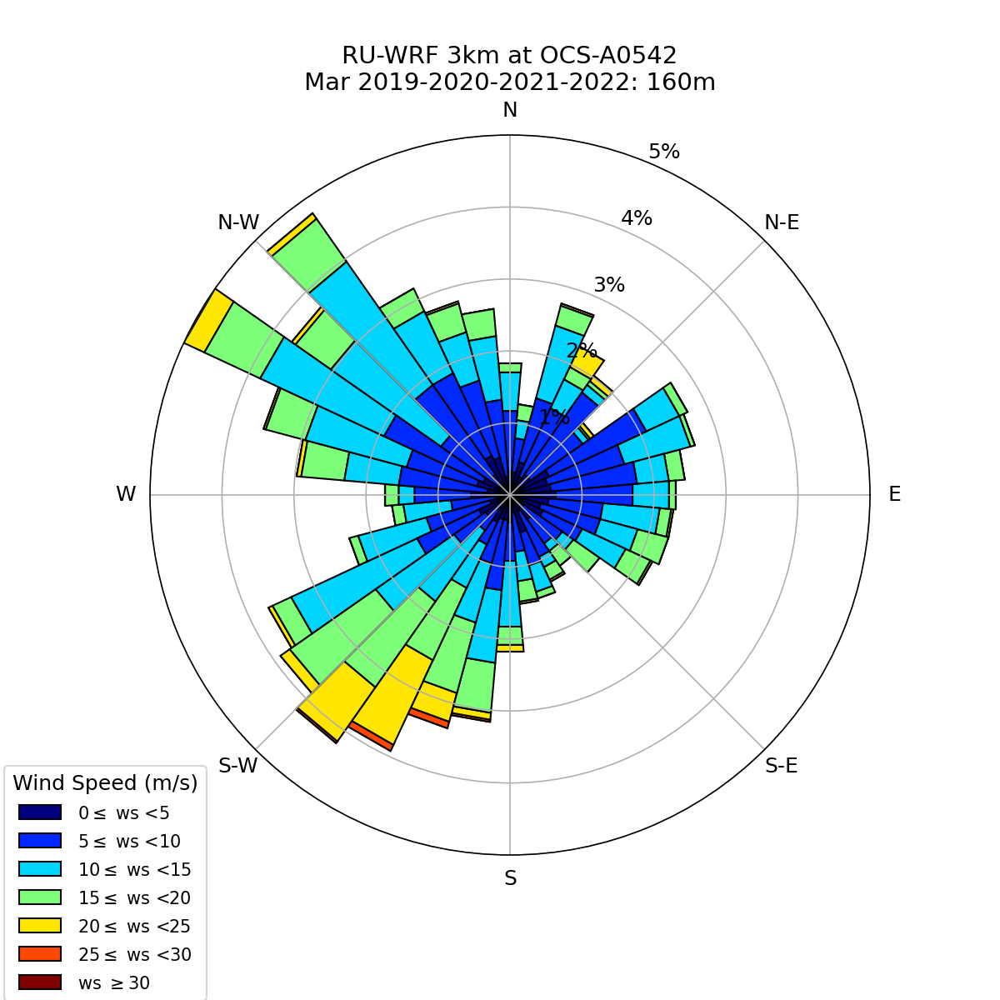 RU-WRF 3km at OCS-A0542
Mar 2019-2020-2021-2022: 160m
N
5%
N-W
4%
N-E
3%
2%
1%
W
E
S-W
S-E
S
Wind Speed (m/s)
0 ≤ ws <5
5 ≤ ws <10
10 ≤ ws <15
15 ≤ ws <20
20 ≤ ws <25
25 ≤ ws <30
ws ≥ 30